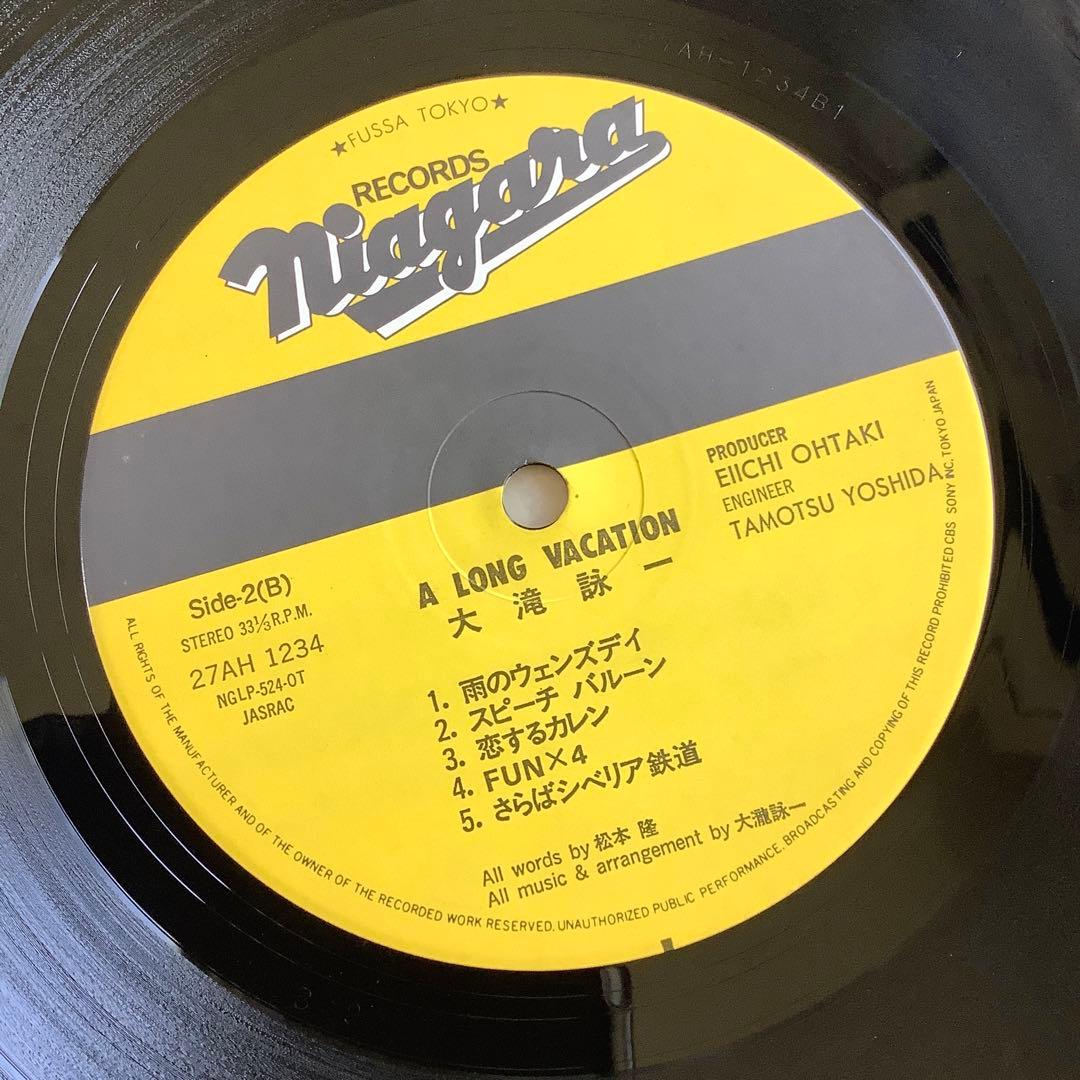 ★FUSSA TOKYO★
RECORDS
Niagara
PRODUCER
EIICHI OHTAKI
ENGINEER
TAMOTSU YOSHIDA
A LONG VACATION
大滝詠一
Side-2(B)
STEREO 33⅓ R.P.M.
27AH 1234
NGLP-524-OT
JASRAC
1. 雨のウェンズデイ
2. スピーチ バルーン
3. 恋するカレン
4. FUN×4
5. さらばシベリア鉄道
All words by 松本 隆
All music & arrangement by 大瀧詠一
ALL RIGHTS OF THE MANUFACTURER AND OF THE OWNER OF THE RECORDED WORK RESERVED. UNAUTHORIZED PUBLIC PERFORMANCE, BROADCASTING AND COPYING OF THIS RECORD PROHIBITED CBS SONY INC. TOKYO JAPAN
AH-1234B1